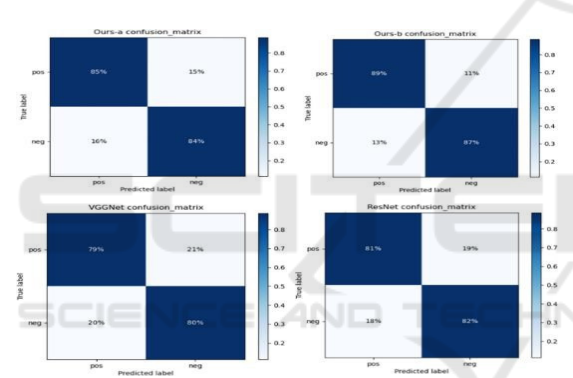 Ours-a confusion_matrix
pos 85% 15% 0.8
0.7
0.6
0.5
True label
0.4
0.3
neg 16% 84% 0.2
pos neg
Predicted label
Ours-b confusion_matrix
pos 89% 11% 0.8
0.7
0.6
0.5
True label
0.4
0.3
neg 13% 87% 0.2
pos neg
Predicted label
VGGNet confusion_matrix
pos 79% 21% 0.8
0.7
0.6
0.5
True label
0.4
0.3
neg 20% 80% 0.2
pos neg
Predicted label
ResNet confusion_matrix
pos 81% 19% 0.8
0.7
0.6
0.5
True label
0.4
0.3
neg 18% 82% 0.2
pos neg
Predicted label
SCITE
SCIENCE AND TECHN